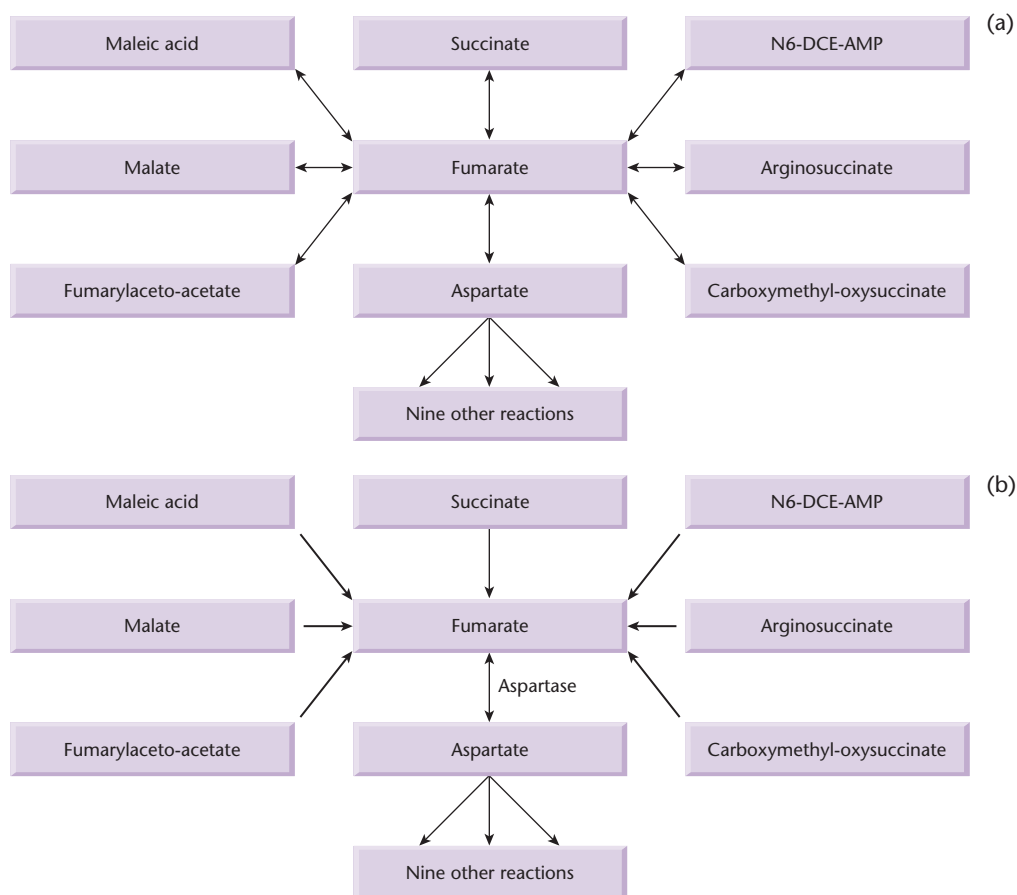 (a)
Maleic acid
Succinate
N6-DCE-AMP
Malate
Fumarate
Arginosuccinate
Fumarylaceto-acetate
Aspartate
Carboxymethyl-oxysuccinate
Nine other reactions
(b)
Maleic acid
Succinate
N6-DCE-AMP
Malate
Fumarate
Arginosuccinate
Aspartase
Fumarylaceto-acetate
Aspartate
Carboxymethyl-oxysuccinate
Nine other reactions